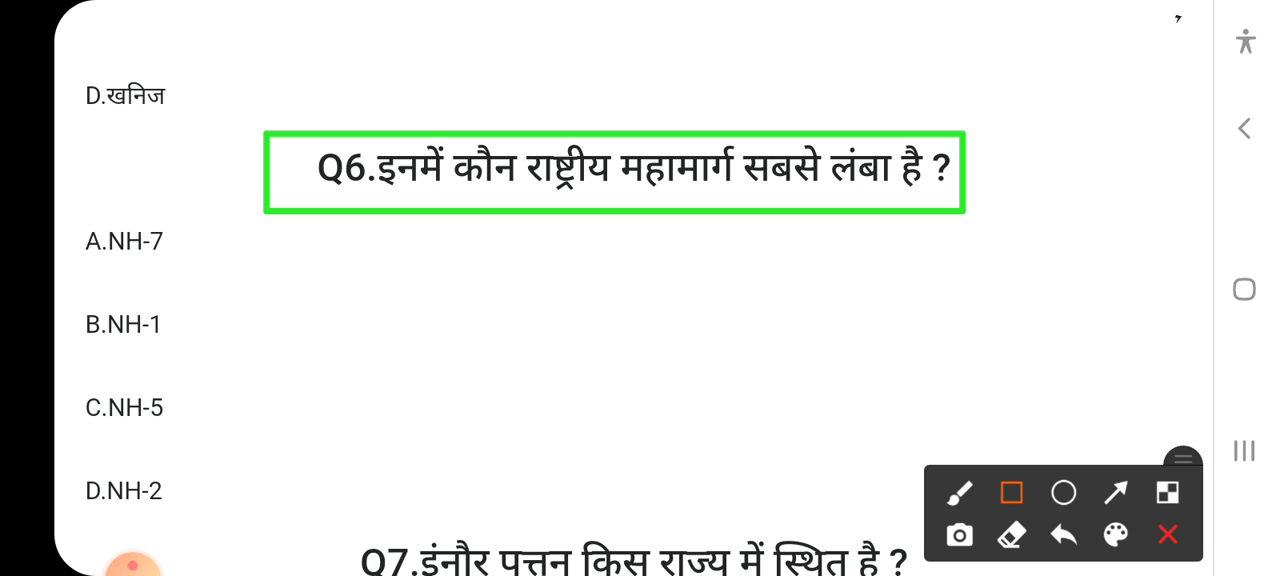 D.खनिज
Q6.इनमें कौन राष्ट्रीय महामार्ग सबसे लंबा है ?
A.NH-7
B.NH-1
C.NH-5
D.NH-2
Q7.इंनौर पत्तन किस राज्य में स्थित है ?